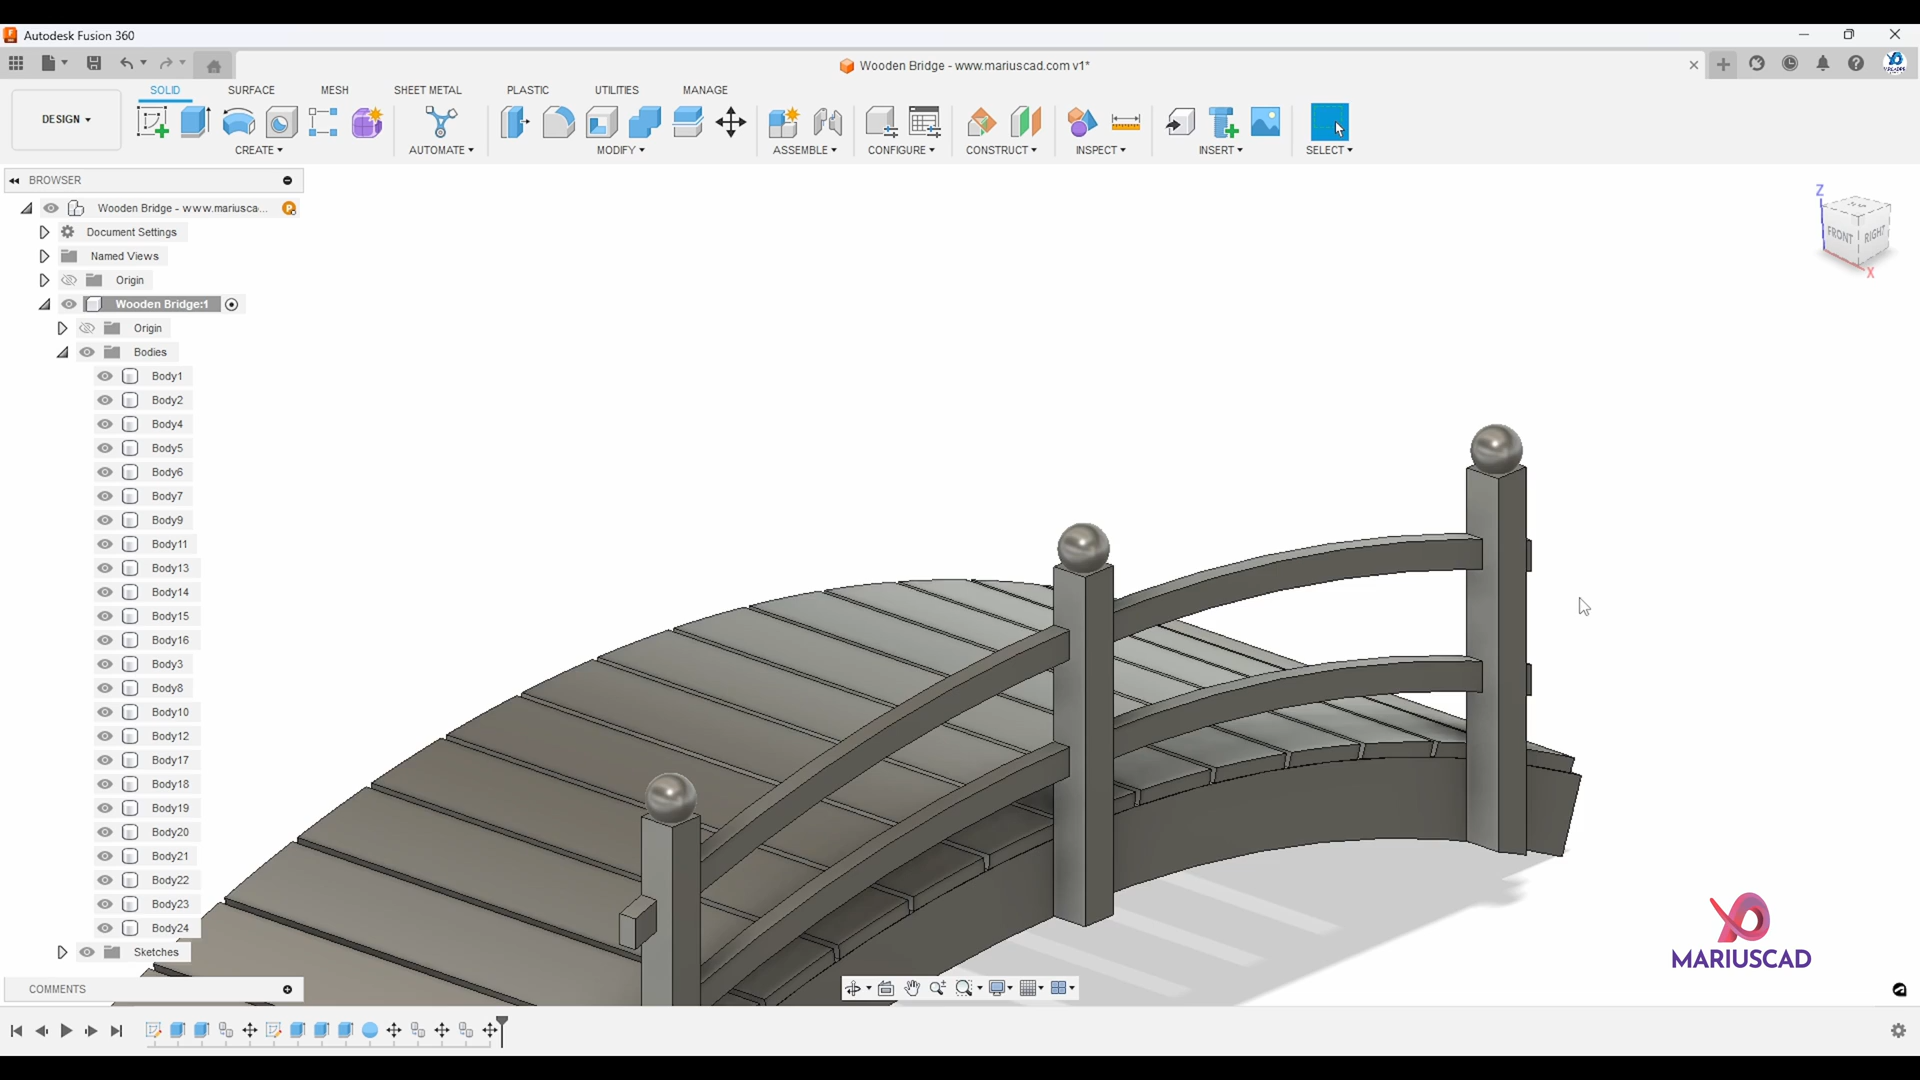 Autodesk Fusion 360
Wooden Bridge - www.mariuscad.com v1*
SOLID SURFACE MESH SHEET METAL PLASTIC UTILITIES MANAGE
DESIGN
CREATE AUTOMATE MODIFY ASSEMBLE CONFIGURE CONSTRUCT INSPECT INSERT SELECT
BROWSER
Wooden Bridge - www.mariusca...
Document Settings
Named Views
Origin
Wooden Bridge:1
Origin
Bodies
Body1
Body2
Body4
Body5
Body6
Body7
Body9
Body11
Body13
Body14
Body15
Body16
Body3
Body8
Body10
Body12
Body17
Body18
Body19
Body20
Body21
Body22
Body23
Body24
Sketches
COMMENTS
Z
TOP
FRONT RIGHT
X
MARIUSCAD